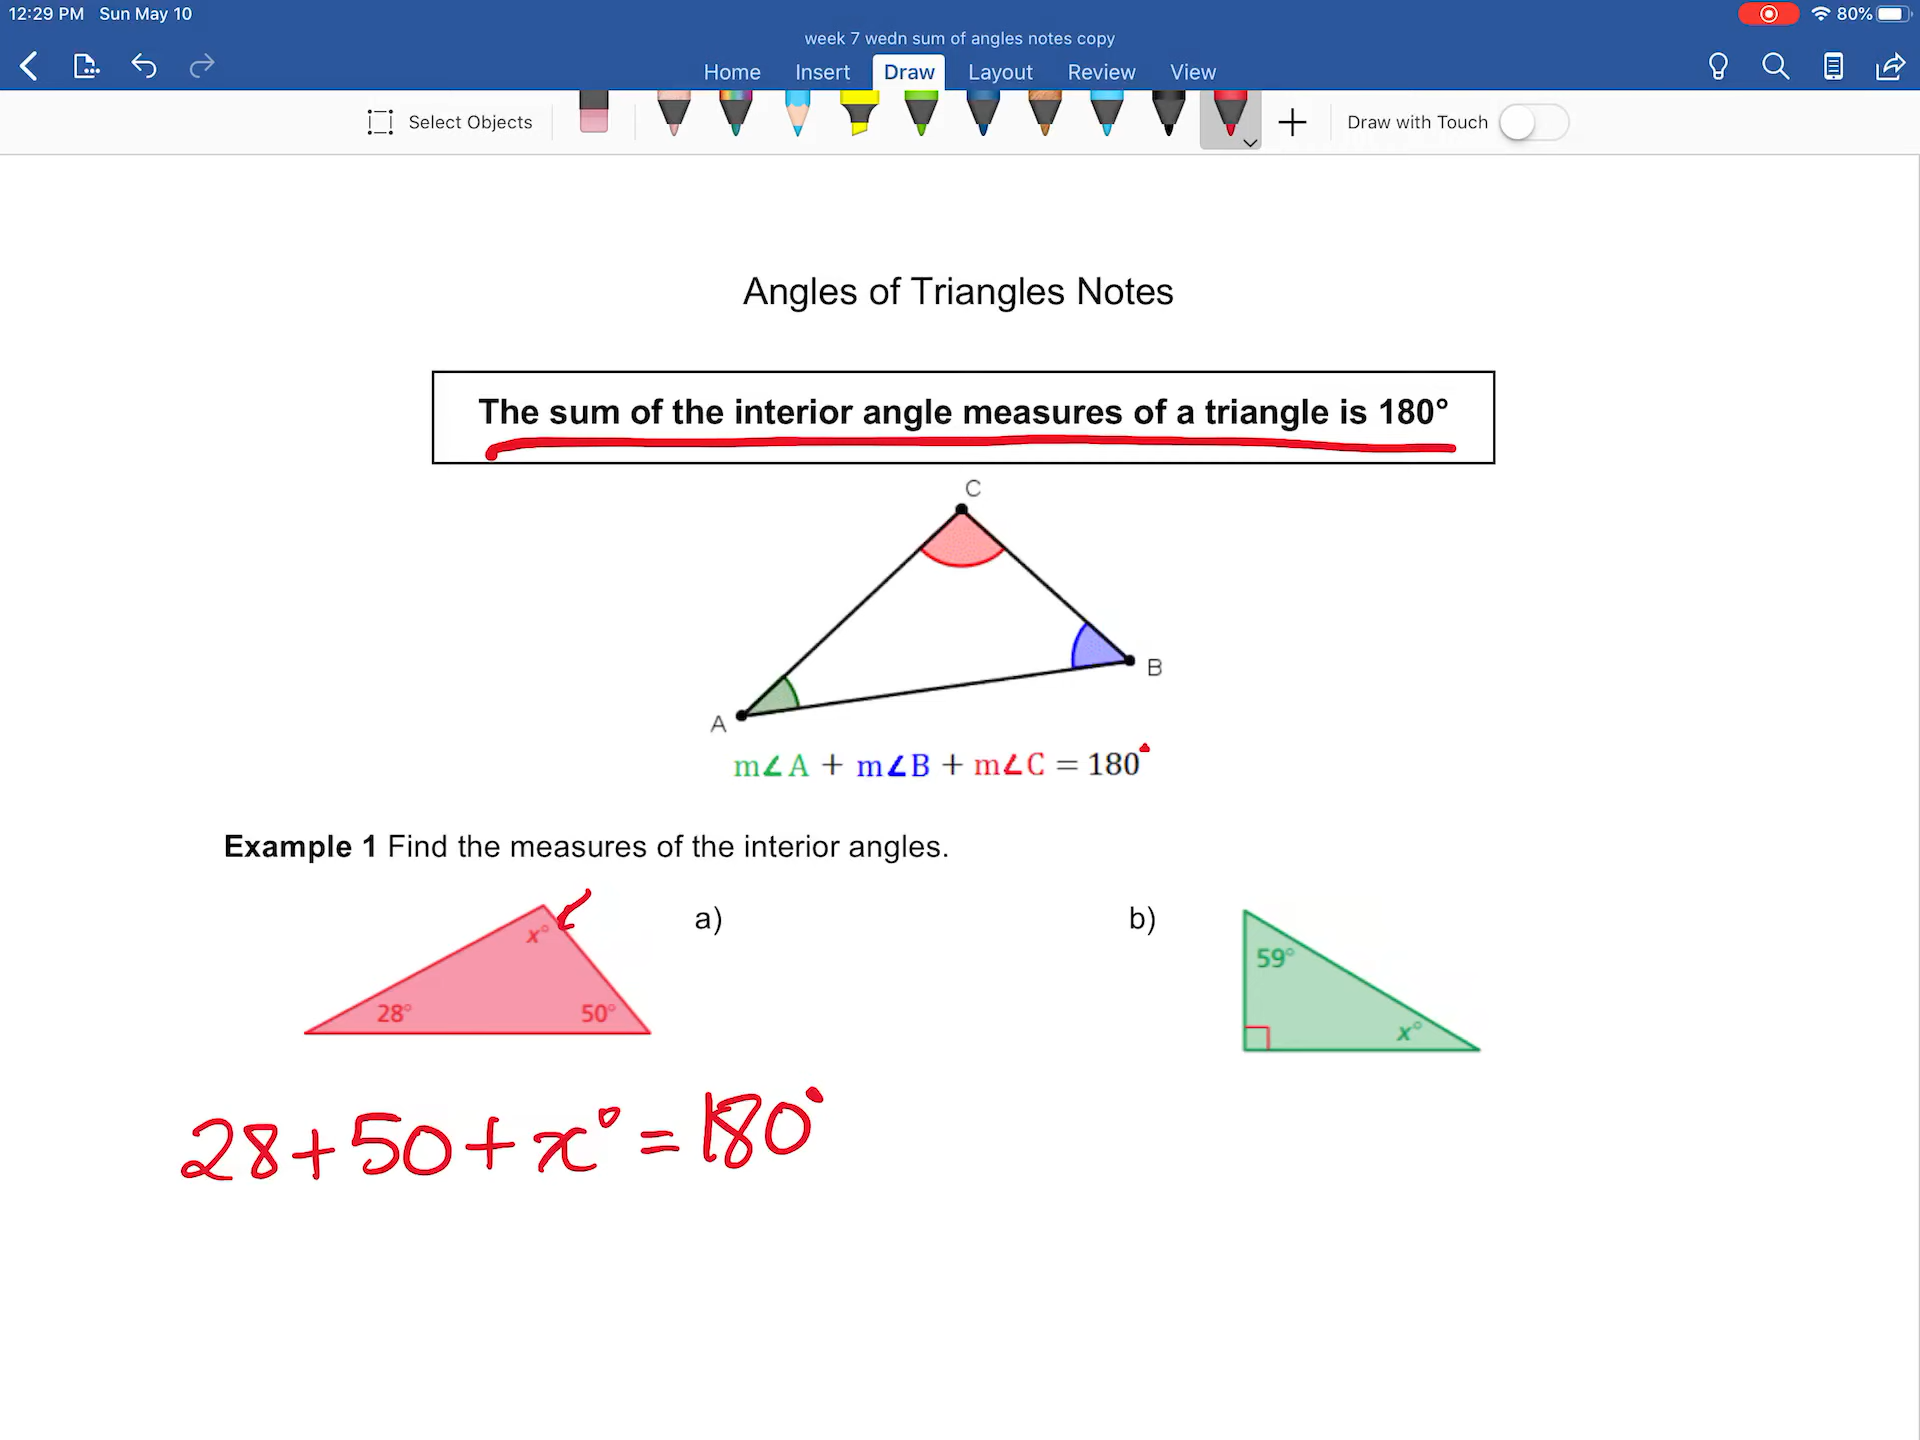 12:29 PM Sun May 10
80%
week 7 wedn sum of angles notes copy
Home Insert Draw Layout Review View
Select Objects
Draw with Touch
Angles of Triangles Notes
The sum of the interior angle measures of a triangle is 180°
C
B
A
m∠A + m∠B + m∠C = 180°
Example 1 Find the measures of the interior angles.
a)
x°
28°
50°
b)
59°
x°
28+50+x°=180°